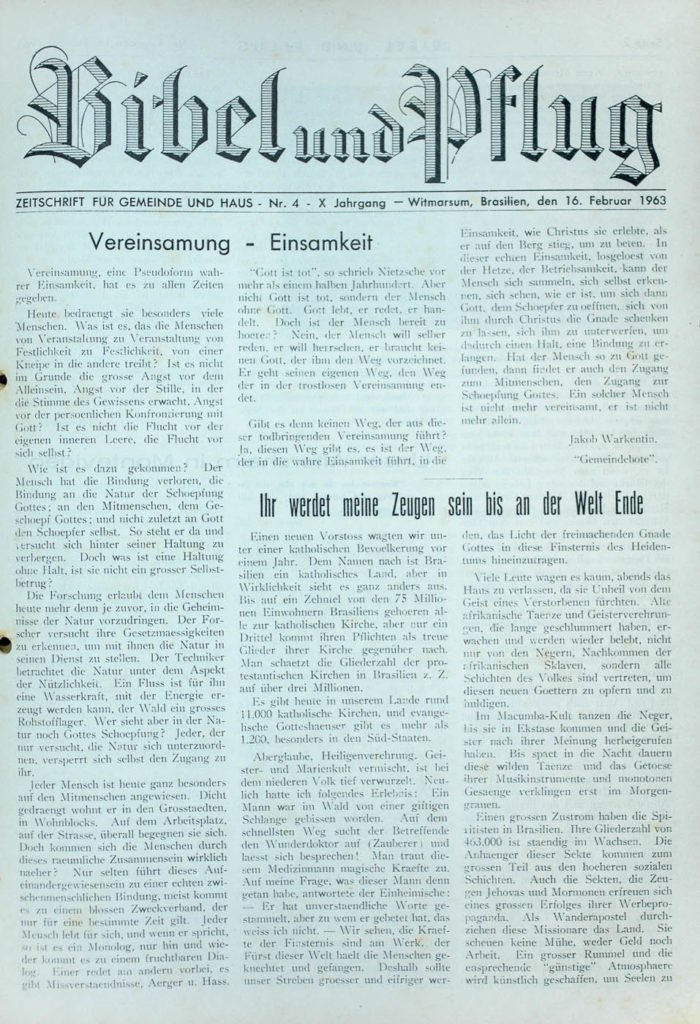 Bibel und Pflug
ZEITSCHRIFT FÜR GEMEINDE UND HAUS - Nr. 4 - X Jahrgang — Witmarsum, Brasilien, den 16. Februar 1963
Vereinsamung - Einsamkeit
Vereinsamung, eine Pseudoform wah-
rer Einsamkeit, hat es zu allen Zeiten
gegeben.
Heute bedraengt sie besonders viele
Menschen. Was ist es, das die Menschen
von Veranstaltung zu Veranstaltung von
Festlichkeit zu Festlichkeit, von einer
Kneipe in die andere treibt? Ist es nicht
im Grunde die grosse Angst vor dem
Alleinsein, Angst vor der Stille, in der
die Stimme des Gewissens erwacht, Angst
vor der persoenlichen Konfrontierung mit
Gott? Ist es nicht die Flucht vor der
eigenen inneren Leere, die Flucht vor
sich selbst?
Wie ist es dazu gekommen? Der
Mensch hat die Bindung verloren, die
Bindung an die Natur der Schoepfung
Gottes; an den Mitmenschen, dem Ge-
schoepf Gottes; und nicht zuletzt an Gott
den Schoepfer selbst. So steht er da und
versucht sich hinter seiner Haltung zu
verbergen. Doch was ist eine Haltung
ohne Halt, ist sie nicht ein grosser Selbst-
betrug?
Die Forschung erlaubt dem Menschen
heute mehr denn je zuvor, in die Geheim-
nisse der Natur vorzudringen. Der For-
scher versucht ihre Gesetzmaessigkeiten
zu erkennen, um mit ihnen die Natur in
seinen Dienst zu stellen. Der Techniker
betrachtet die Natur unter dem Aspekt
der Nützlichkeit. Ein Fluss ist für ihn
eine Wasserkraft, mit der Energie er-
zeugt werden kann, der Wald ein grosses
Rohstofflager. Wer sieht aber in der Na-
tur noch Gottes Schoepfung? Jeder, der
nur versucht, die Natur sich unterzuord-
nen, versperrt sich selbst den Zugang zu
ihr.
Jeder Mensch ist heute ganz besonders
auf den Mitmenschen angewiesen. Dicht
gedraengt wohnt er in den Grosstaedten,
in Wohnblocks. Auf dem Arbeitsplatz,
auf der Strasse, überall begegnen sie sich.
Doch kommen sich die Menschen durch
dieses raeumliche Zusammensein wirklich
naeher? Nur selten führt dieses Auf-
einandergewiesensein zu einer echten zwi-
schenmenschlichen Bindung, meist kommt
es zu einem blossen Zweckverband, der
nur für eine bestimmte Zeit gilt. Jeder
Mensch lebt für sich, und wenn er spricht,
so ist es ein Monolog, nur hin und wie-
der kommt es zu einem fruchtbaren Dia-
log. Einer redet am andern vorbei, es
gibt Missverstaendnisse, Aerger u. Hass.
"Gott ist tot", so schrieb Nietzsche vor
mehr als einem halben Jahrhundert. Aber
nicht Gott ist tot, sondern der Mensch
ohne Gott. Gott lebt, er redet, er han-
delt. Doch ist der Mensch bereit zu
hoeren? Nein, der Mensch will selber
reden, er will herrschen, er braucht kei-
nen Gott, der ihm den Weg vorzeichnet.
Er geht seinen eigenen Weg, den Weg
der in der trostlosen Vereinsamung en-
det.
Gibt es denn keinen Weg, der aus die-
ser todbringenden Vereinsamung führt?
Ja, diesen Weg gibt es, es ist der Weg,
der in die wahre Einsamkeit führt, in die
Einsamkeit, wie Christus sie erlebte, als
er auf den Berg stieg, um zu beten. In
dieser echten Einsamkeit, losgeloest von
der Hetze, der Betriebsamkeit, kann der
Mensch sich sammeln, sich selbst erken-
nen, sich sehen, wie er ist, um sich dann
Gott, dem Schoepfer zu oeffnen, sich von
ihm durch Christus die Gnade schenken
zu lassen, sich ihm zu unterwerfen, um
dadurch einen Halt, eine Bindung zu er-
langen. Hat der Mensch so zu Gott ge-
funden, dann findet er auch den Zugang
zum Mitmenschen, den Zugang zur
Schoepfung Gottes. Ein solcher Mensch
ist nicht mehr vereinsamt, er ist nicht
mehr allein.
Jakob Warkentin.
"Gemeindebote".
Ihr werdet meine Zeugen sein bis an der Welt Ende
Einen neuen Vorstoss wagten wir un-
ter einer katholischen Bevoelkerung vor
einem Jahr. Dem Namen nach ist Bra-
silien ein katholisches Land, aber in
Wirklichkeit sieht es ganz anders aus.
Bis auf ein Zehntel von den 75 Millio-
nen Einwohnern Brasiliens gehoeren al-
le zur katholischen Kirche, aber nur ein
Drittel kommt ihren Pflichten als treue
Glieder ihrer Kirche gegenüber nach.
Man schaetzt die Gliederzahl der pro-
testantischen Kirchen in Brasilien z. Z.
auf über drei Millionen.
Es gibt heute in unserem Lande rund
11.000 katholische Kirchen, und evange-
lische Gotteshaeuser gibt es mehr als
1.260, besonders in den Süd-Staaten.
Aberglaube, Heiligenverehrung, Gei-
ster- und Marienkult vermischt, ist bei
dem niederen Volk tief verwurzelt. Neu-
lich hatte ich folgendes Erlebnis: Ein
Mann war im Wald von einer giftigen
Schlange gebissen worden. Auf dem
schnellsten Weg sucht der Betreffende
den Wunderdoktor auf (Zauberer) und
laesst sich besprechen! Man traut die-
sem Medizinmann magische Kraefte zu.
Auf meine Frage, was dieser Mann denn
getan habe, antwortete der Einheimische:
— Er hat unverstaendliche Worte ge-
stammelt, aber zu wem er gebetet hat, das
weiss ich nicht. — Wir sehen, die Kraef-
te der Finsternis sind am Werk, der
Fürst dieser Welt haelt die Menschen ge-
knechtet und gefangen. Deshalb sollte
unser Streben groesser und eifriger wer-
den, das Licht der freimachenden Gnade
Gottes in diese Finsternis des Heiden-
tums hineinzutragen.
Viele Leute wagen es kaum, abends das
Haus zu verlassen, da sie Unheil von dem
Geist eines Verstorbenen fürchten. Alte
afrikanische Taenze und Geisterverehrun-
gen, die lange geschlummert haben, er-
wachen und werden wieder belebt, nicht
nur von den Negern, Nachkommen der
afrikanischen Sklaven, sondern alle
Schichten des Volkes sind vertreten, um
diesen neuen Goettern zu opfern und zu
huldigen.
Im Macumba-Kult tanzen die Neger,
bis sie in Ekstase kommen und die Gei-
ster nach ihrer Meinung herbeigerufen
haben. Bis spaet in die Nacht dauern
diese wilden Taenze und das Getoese
ihrer Musikinstrumente und monotonen
Gesaenge verklingen erst im Morgen-
grauen.
Einen grossen Zustrom haben die Spi-
ritisten in Brasilien. Ihre Gliederzahl von
463.000 ist staendig im Wachsen. Die
Anhaenger dieser Sekte kommen zum
grossen Teil aus den hoeheren sozialen
Schichten. Auch die Sekten, die Zeu-
gen Jehovas und Mormonen erfreuen sich
eines grossen Erfolges ihrer Werbepro-
paganda. Als Wanderapostel durch-
ziehen diese Missionare das Land. Sie
scheuen keine Mühe, weder Geld noch
Arbeit. Ein grosser Rummel und die
ensprechende "günstige" Atmosphaere
wird künstlich geschaffen, um Seelen zu